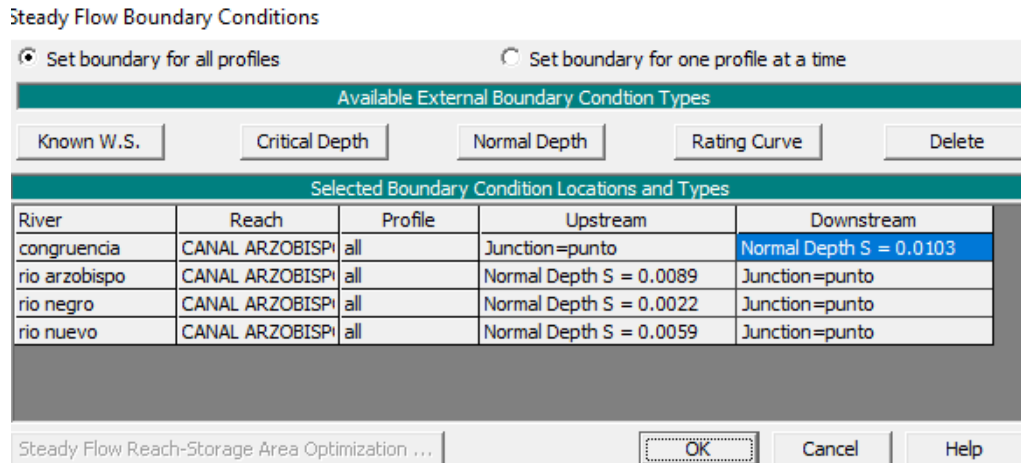 Steady Flow Boundary Conditions
Set boundary for all profiles Set boundary for one profile at a time
Available External Boundary Condtion Types
Known W.S. Critical Depth Normal Depth Rating Curve Delete
Selected Boundary Condition Locations and Types
River Reach Profile Upstream Downstream
congruencia CANAL ARZOBISP all Junction=punto Normal Depth S = 0.0103
rio arzobispo CANAL ARZOBISP all Normal Depth S = 0.0089 Junction=punto
rio negro CANAL ARZOBISP all Normal Depth S = 0.0022 Junction=punto
rio nuevo CANAL ARZOBISP all Normal Depth S = 0.0059 Junction=punto
Steady Flow Reach-Storage Area Optimization ... OK Cancel Help